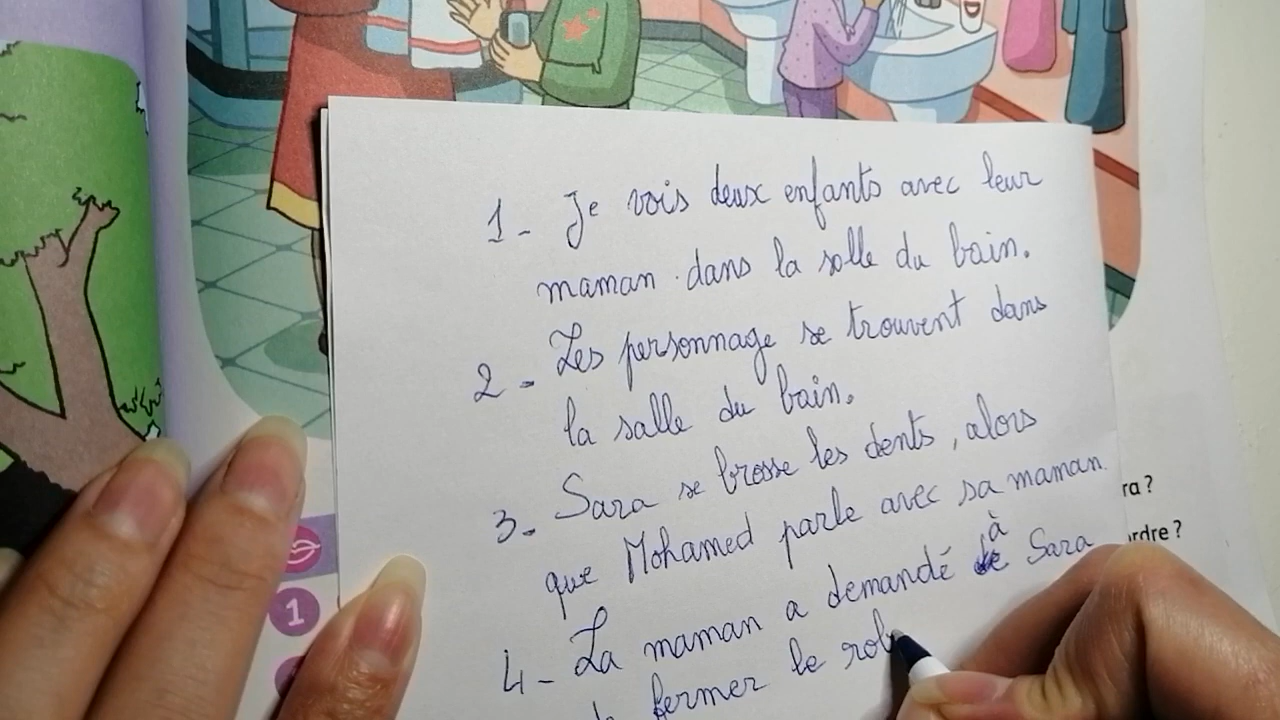 1- Je vois deux enfants avec leur
maman dans la salle du bain.
2- Les personnage se trouvent dans
la salle du bain.
3- Sara se brosse les dents, alors
que Mohamed parle avec sa maman.
à
4- La maman a demandé Sara
fermer le rob
ra ?
ordre ?
1